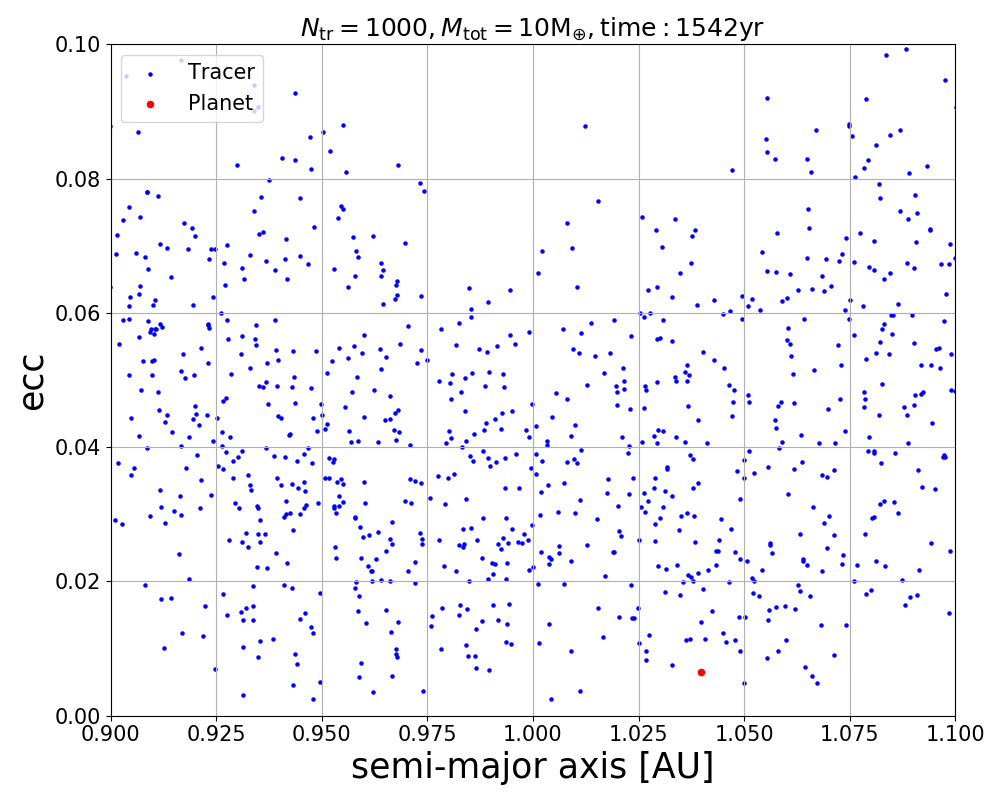 N_tr = 1000, M_tot = 10M_⊕, time : 1542yr
Tracer
Planet
ecc
0.10
0.08
0.06
0.04
0.02
0.00
0.900 0.925 0.950 0.975 1.000 1.025 1.050 1.075 1.100
semi-major axis [AU]